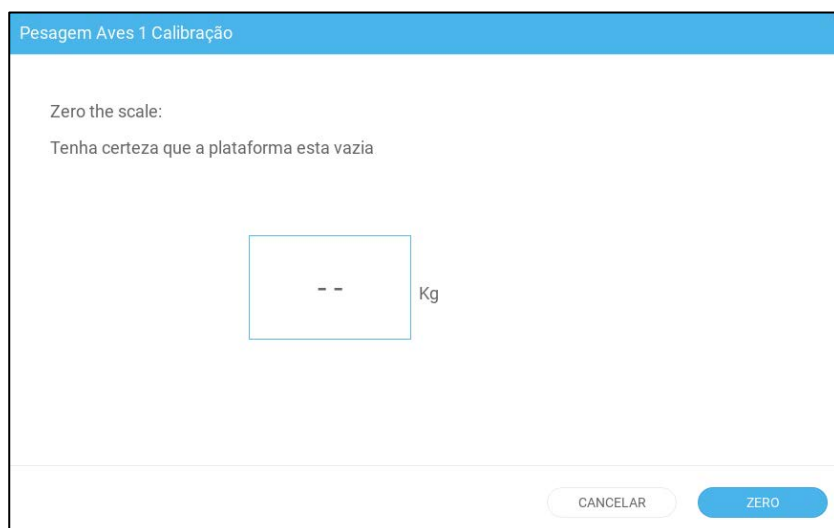 Pesagem Aves 1 Calibração
Zero the scale:
Tenha certeza que a plataforma esta vazia
-- Kg
CANCELAR ZERO